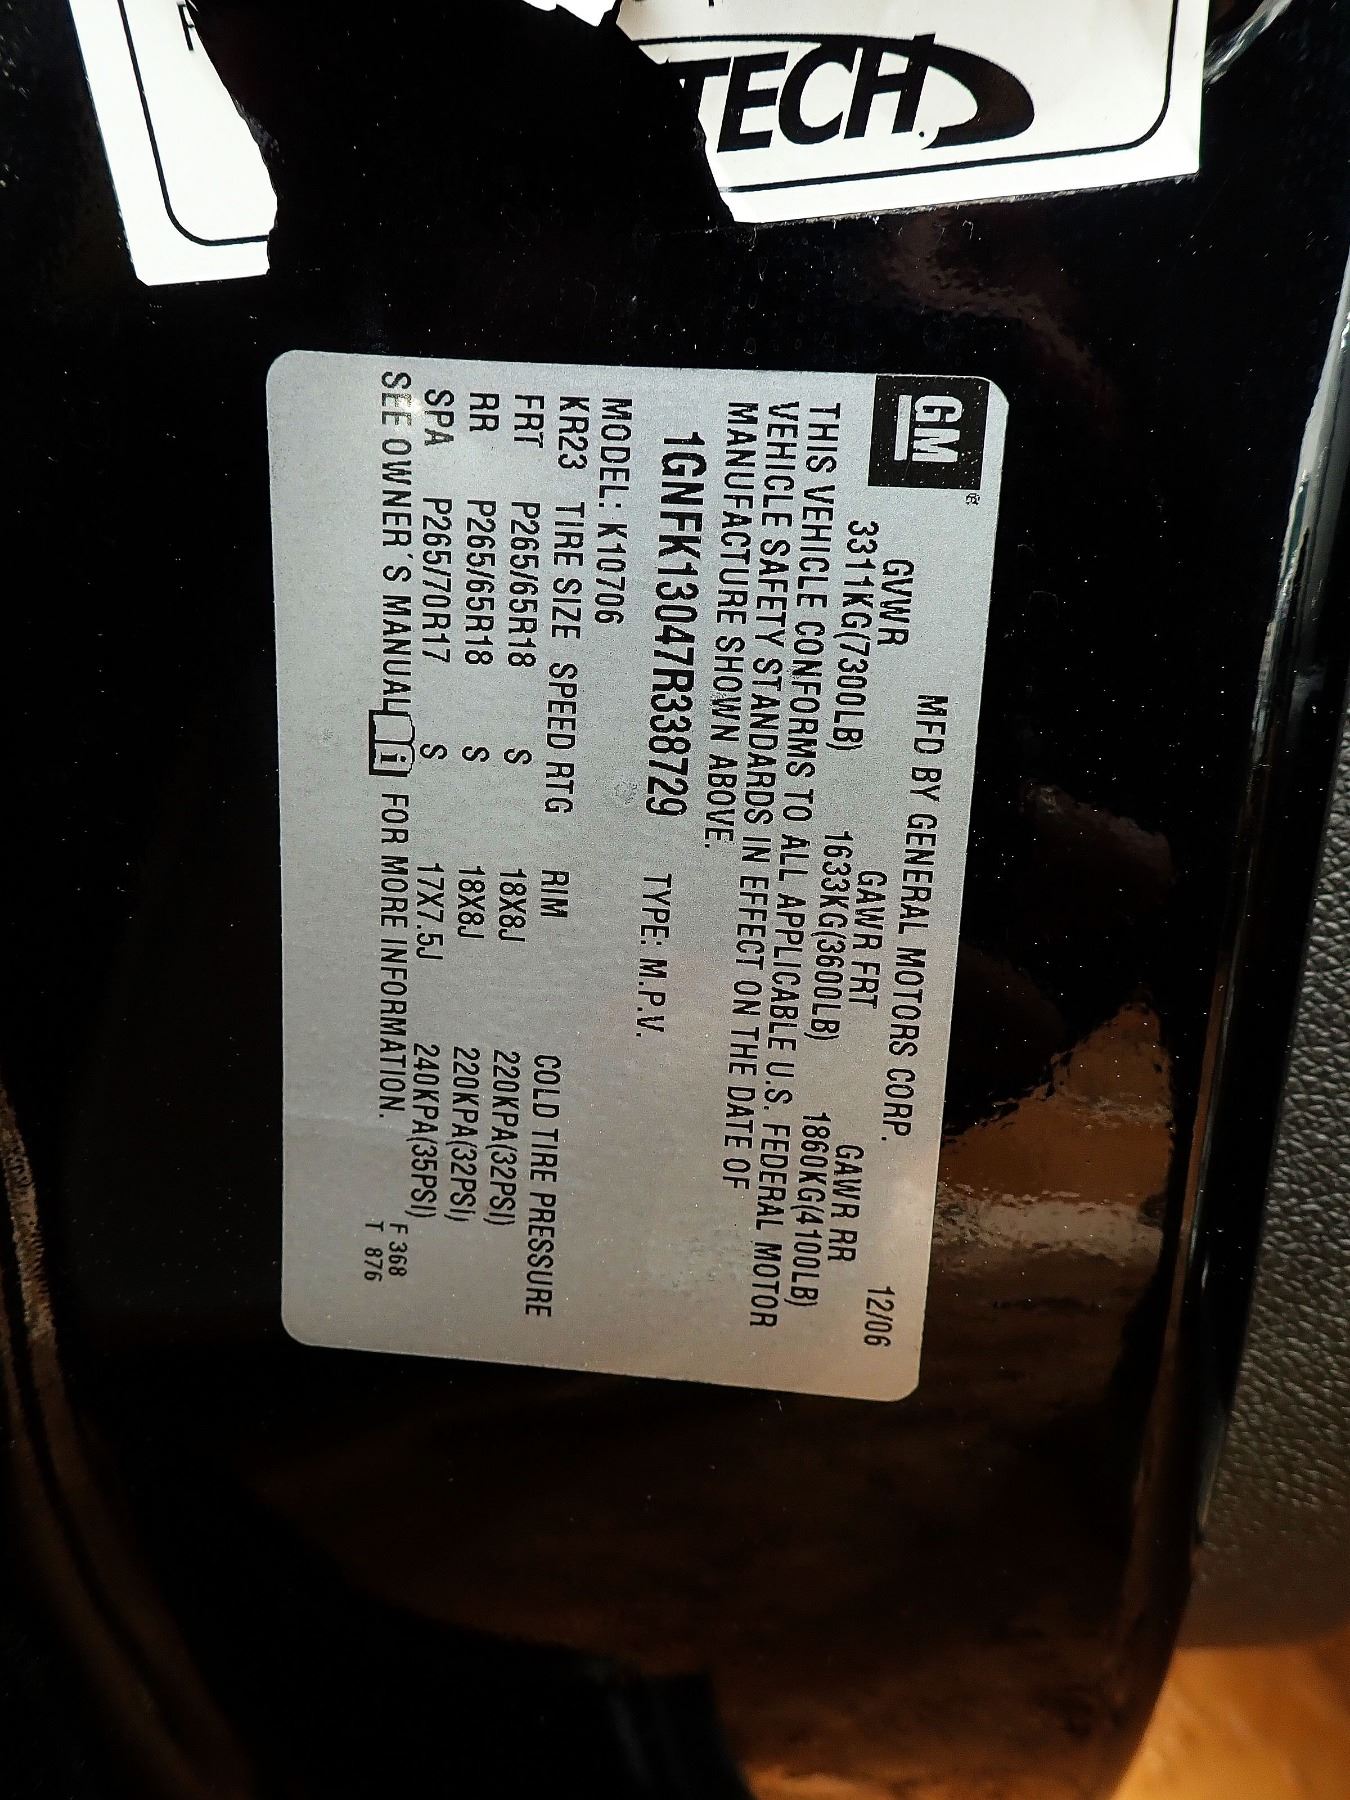 TECH
GM
MFD BY GENERAL MOTORS CORP. 12/06
GVWR GAWR FRT GAWR RR
3311KG(7300LB) 1633KG(3600LB) 1860KG(4100LB)
THIS VEHICLE CONFORMS TO ALL APPLICABLE U.S. FEDERAL MOTOR
VEHICLE SAFETY STANDARDS IN EFFECT ON THE DATE OF
MANUFACTURE SHOWN ABOVE.
1GNFK13047R338729 TYPE: M.P.V.
MODEL: K10706
KR23 TIRE SIZE SPEED RTG RIM COLD TIRE PRESSURE
FRT P265/65R18 S 18X8J 220KPA(32PSI)
RR P265/65R18 S 18X8J 220KPA(32PSI)
SPA P265/70R17 S 17X7.5J 240KPA(35PSI)
SEE OWNER'S MANUAL i FOR MORE INFORMATION.
F 368
T 876